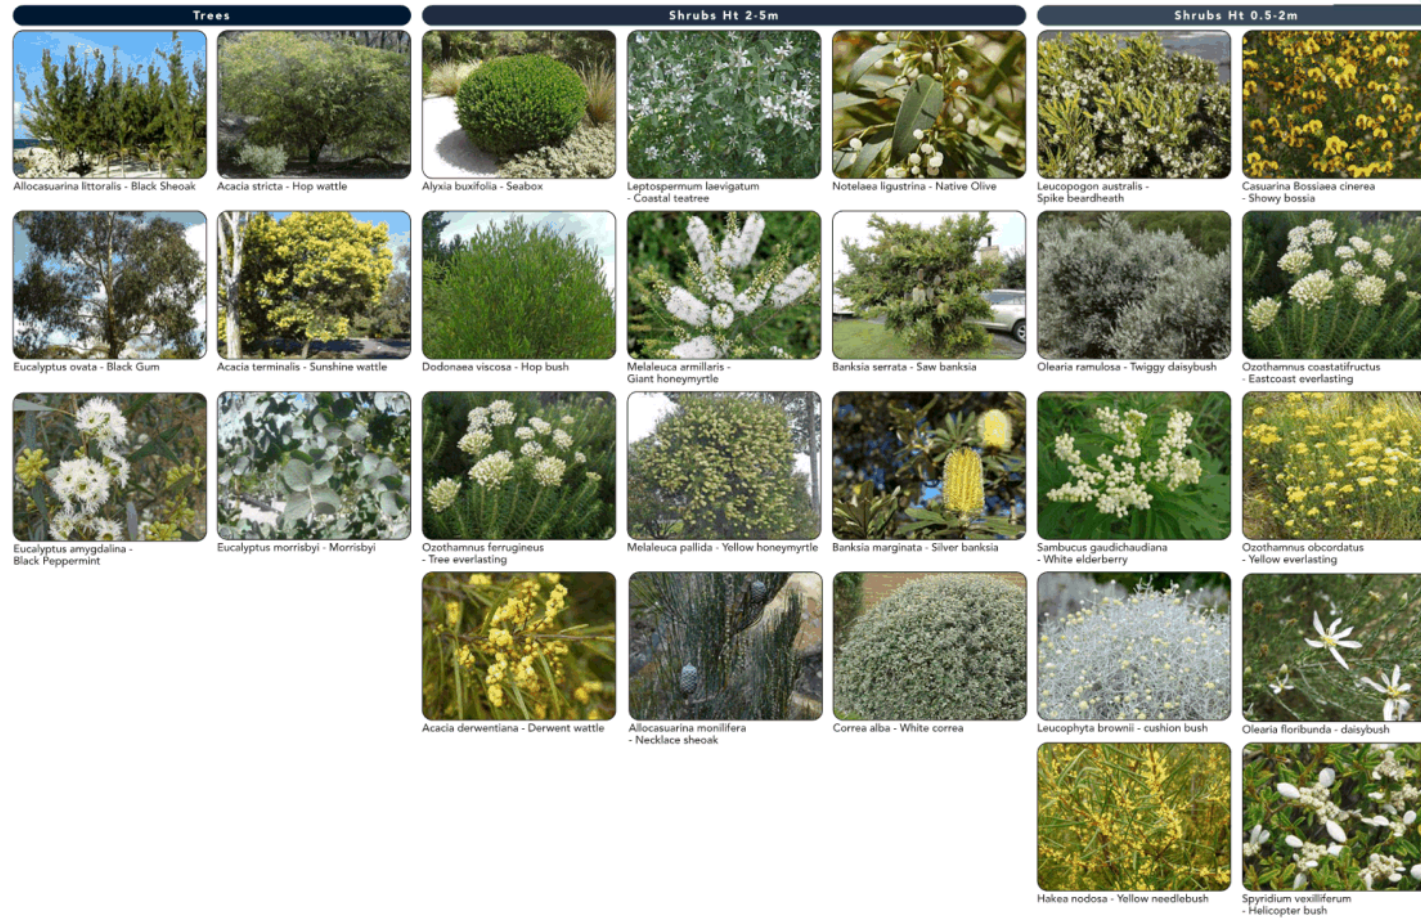 Trees
Shrubs Ht 2-5m
Shrubs Ht 0.5-2m
Allocasuarina littoralis - Black Sheoak
Acacia stricta - Hop wattle
Alyxia buxifolia - Seabox
Leptospermum laevigatum
- Coastal teatree
Notelaea ligustrina - Native Olive
Leucopogon australis -
Spike beardheath
Casuarina Bossiaea cinerea
- Showy bossia
Eucalyptus ovata - Black Gum
Acacia terminalis - Sunshine wattle
Dodonaea viscosa - Hop bush
Melaleuca armillaris -
Giant honeymyrtle
Banksia serrata - Saw banksia
Olearia ramulosa - Twiggy daisybush
Ozothamnus coastatifructus
- Eastcoast everlasting
Eucalyptus amygdalina -
Black Peppermint
Eucalyptus morrisbyi - Morrisbyi
Ozothamnus ferrugineus
- Tree everlasting
Melaleuca pallida - Yellow honeymyrtle
Banksia marginata - Silver banksia
Sambucus gaudichaudiana
- White elderberry
Ozothamnus obcordatus
- Yellow everlasting
Acacia derwentiana - Derwent wattle
Allocasuarina monilifera
- Necklace sheoak
Correa alba - White correa
Leucophyta brownii - cushion bush
Olearia floribunda - daisybush
Hakea nodosa - Yellow needlebush
Spyridium vexilliferum
- Helicopter bush